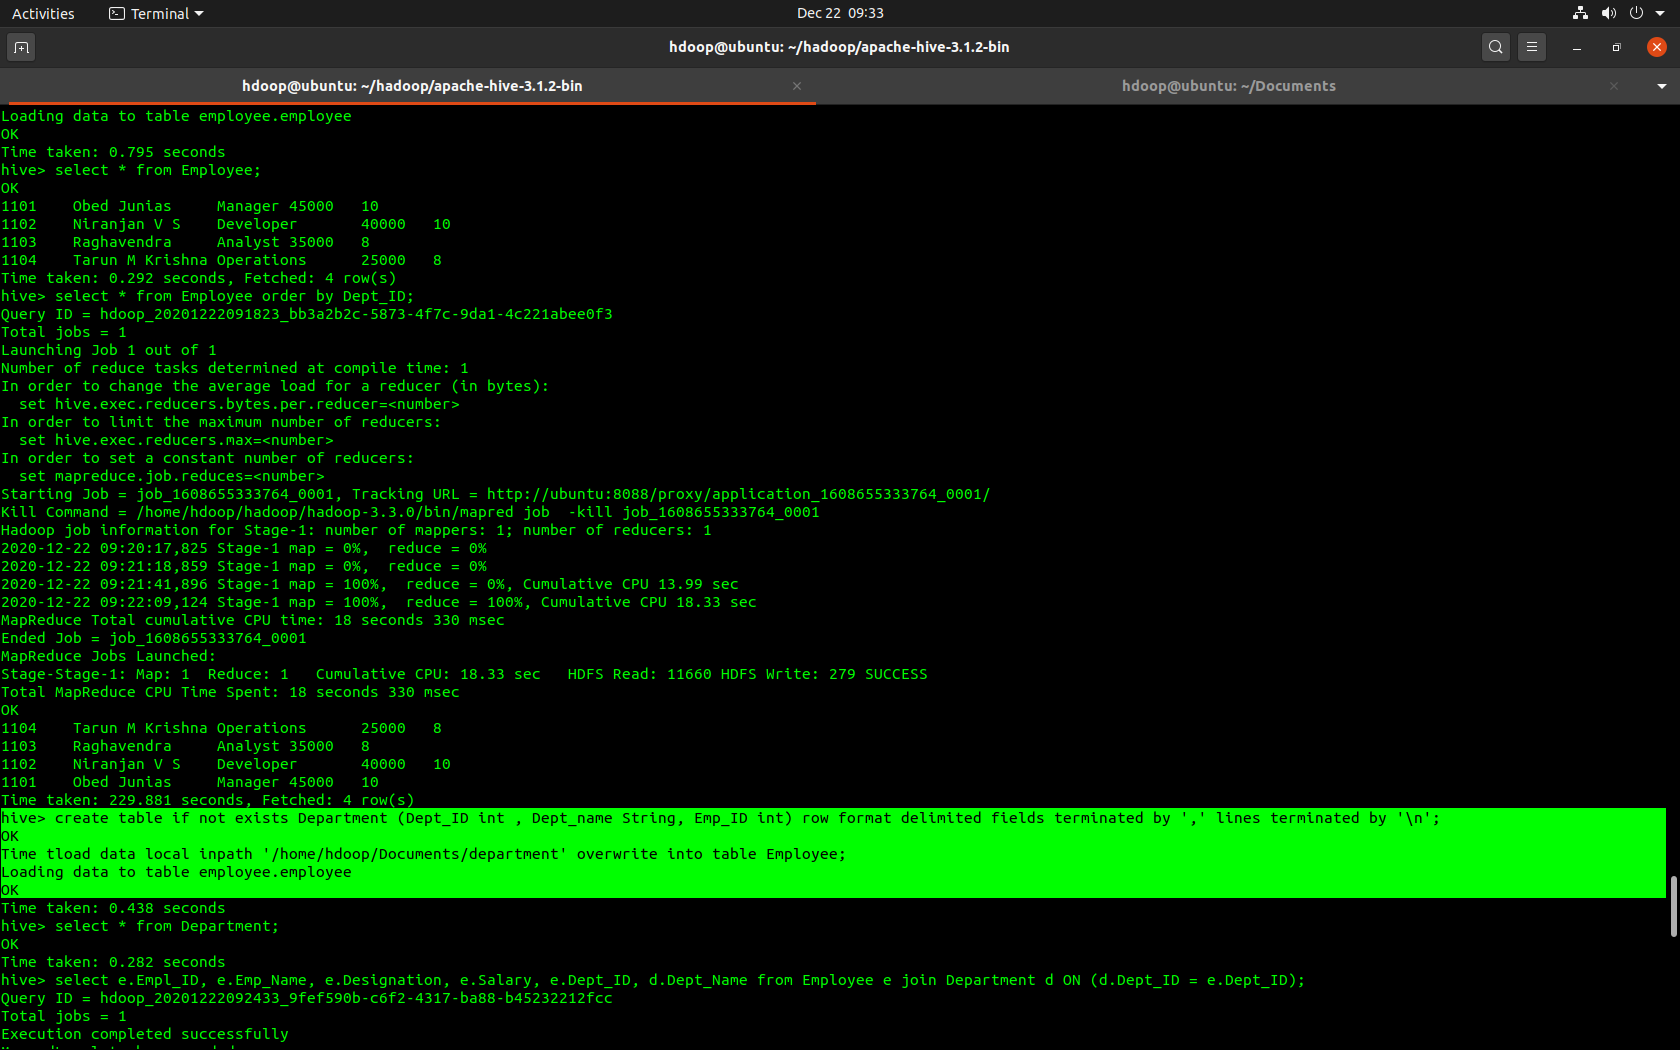 Activities Terminal Dec 22 09:33
hdoop@ubuntu: ~/hadoop/apache-hive-3.1.2-bin
hdoop@ubuntu: ~/hadoop/apache-hive-3.1.2-bin × hdoop@ubuntu: ~/Documents ×
Loading data to table employee.employee
OK
Time taken: 0.795 seconds
hive> select * from Employee;
OK
1101    Obed Junias     Manager 45000   10
1102    Niranjan V S    Developer       40000   10
1103    Raghavendra     Analyst 35000   8
1104    Tarun M Krishna Operations      25000   8
Time taken: 0.292 seconds, Fetched: 4 row(s)
hive> select * from Employee order by Dept_ID;
Query ID = hdoop_20201222091823_bb3a2b2c-5873-4f7c-9da1-4c221abee0f3
Total jobs = 1
Launching Job 1 out of 1
Number of reduce tasks determined at compile time: 1
In order to change the average load for a reducer (in bytes):
  set hive.exec.reducers.bytes.per.reducer=<number>
In order to limit the maximum number of reducers:
  set hive.exec.reducers.max=<number>
In order to set a constant number of reducers:
  set mapreduce.job.reduces=<number>
Starting Job = job_1608655333764_0001, Tracking URL = http://ubuntu:8088/proxy/application_1608655333764_0001/
Kill Command = /home/hdoop/hadoop/hadoop-3.3.0/bin/mapred job  -kill job_1608655333764_0001
Hadoop job information for Stage-1: number of mappers: 1; number of reducers: 1
2020-12-22 09:20:17,825 Stage-1 map = 0%,  reduce = 0%
2020-12-22 09:21:18,859 Stage-1 map = 0%,  reduce = 0%
2020-12-22 09:21:41,896 Stage-1 map = 100%,  reduce = 0%, Cumulative CPU 13.99 sec
2020-12-22 09:22:09,124 Stage-1 map = 100%,  reduce = 100%, Cumulative CPU 18.33 sec
MapReduce Total cumulative CPU time: 18 seconds 330 msec
Ended Job = job_1608655333764_0001
MapReduce Jobs Launched:
Stage-Stage-1: Map: 1  Reduce: 1   Cumulative CPU: 18.33 sec   HDFS Read: 11660 HDFS Write: 279 SUCCESS
Total MapReduce CPU Time Spent: 18 seconds 330 msec
OK
1104    Tarun M Krishna Operations      25000   8
1103    Raghavendra     Analyst 35000   8
1102    Niranjan V S    Developer       40000   10
1101    Obed Junias     Manager 45000   10
Time taken: 229.881 seconds, Fetched: 4 row(s)
hive> create table if not exists Department (Dept_ID int , Dept_name String, Emp_ID int) row format delimited fields terminated by ',' lines terminated by '\n';
OK
Time tload data local inpath '/home/hdoop/Documents/department' overwrite into table Employee;
Loading data to table employee.employee
OK
Time taken: 0.438 seconds
hive> select * from Department;
OK
Time taken: 0.282 seconds
hive> select e.Empl_ID, e.Emp_Name, e.Designation, e.Salary, e.Dept_ID, d.Dept_Name from Employee e join Department d ON (d.Dept_ID = e.Dept_ID);
Query ID = hdoop_20201222092433_9fef590b-c6f2-4317-ba88-b45232212fcc
Total jobs = 1
Execution completed successfully